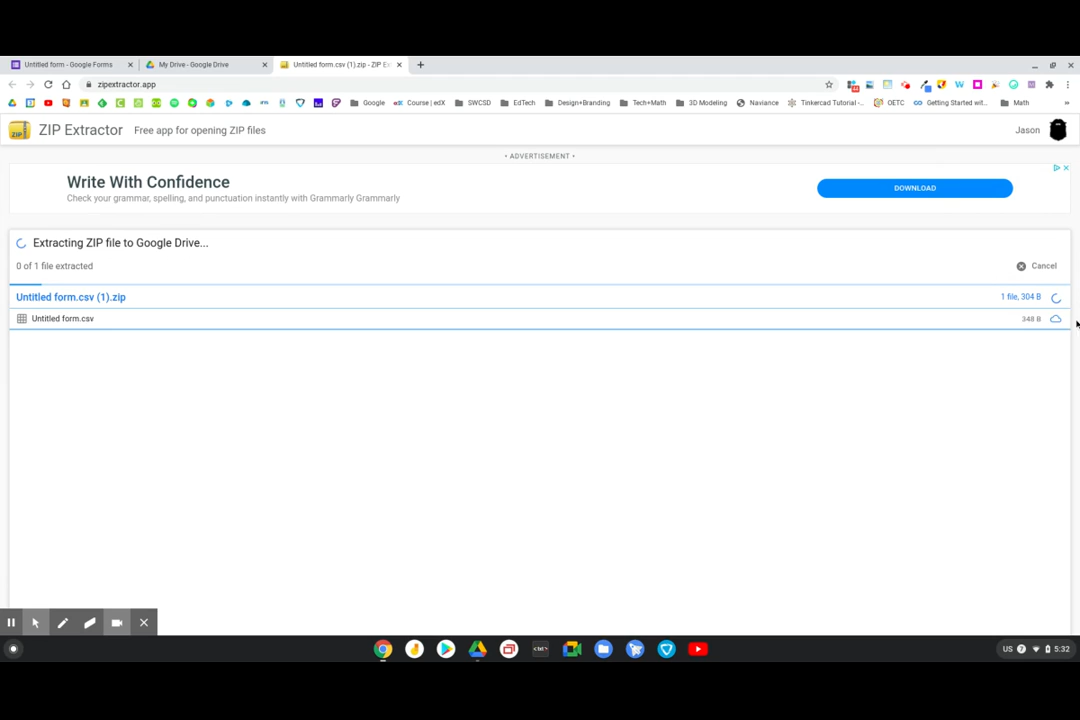 Untitled form - Google Forms
My Drive - Google Drive
Untitled form.csv (1).zip - ZIP E
zipextractor.app
Google
Course | edX
SWCSD
EdTech
Design+Branding
Tech+Math
3D Modeling
Naviance
Tinkercad Tutorial -...
OETC
Getting Started wit...
Math
»
ZIP Extractor
Free app for opening ZIP files
Jason
• ADVERTISEMENT •
Write With Confidence
Check your grammar, spelling, and punctuation instantly with Grammarly Grammarly
DOWNLOAD
Extracting ZIP file to Google Drive...
0 of 1 file extracted
Cancel
Untitled form.csv (1).zip
1 file, 304 B
Untitled form.csv
348 B
US
5:32